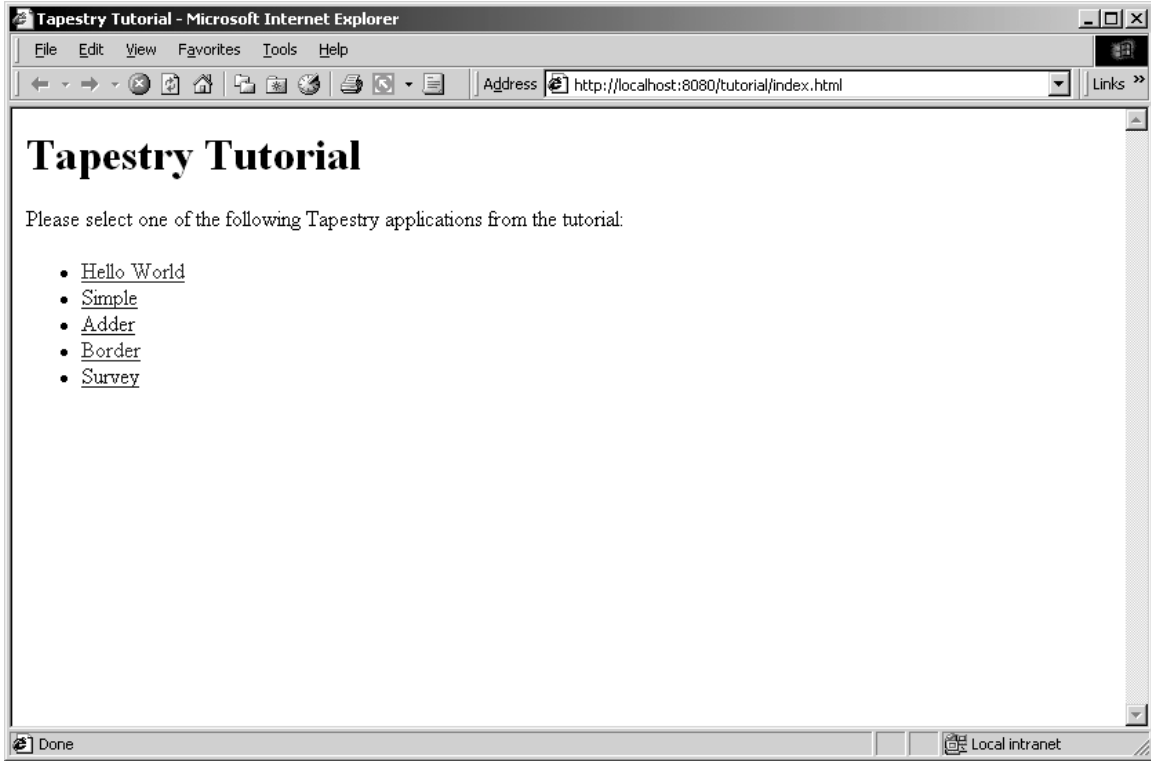 Tapestry Tutorial - Microsoft Internet Explorer
File Edit View Favorites Tools Help
Address http://localhost:8080/tutorial/index.html Links »
Tapestry Tutorial
Please select one of the following Tapestry applications from the tutorial:
• Hello World
• Simple
• Adder
• Border
• Survey
Done Local intranet